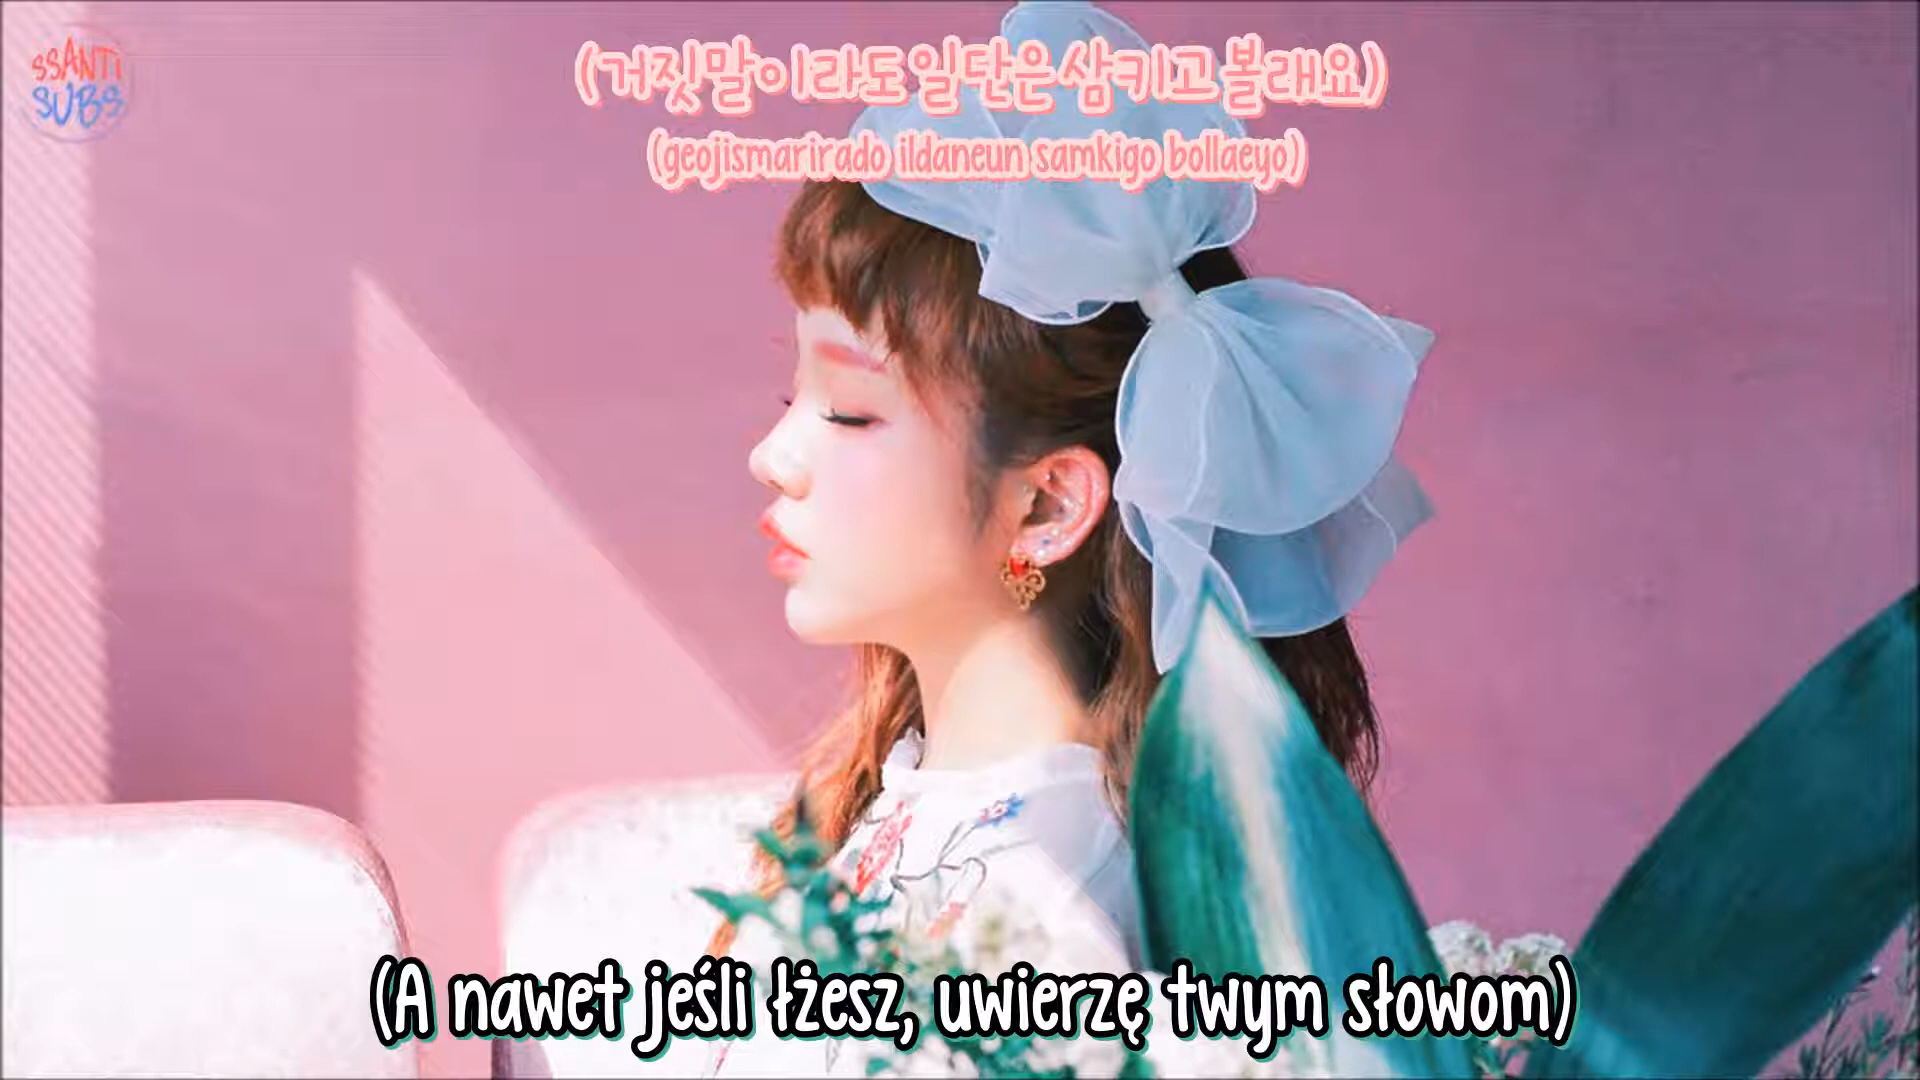 SSANTI
SUBS
(거짓말이라도 일단은 삼키고 볼래요)
(geojismarirado ildaneun samkigo bollaeyo)
(A nawet jeśli łżesz, uwierzę twym słowom)